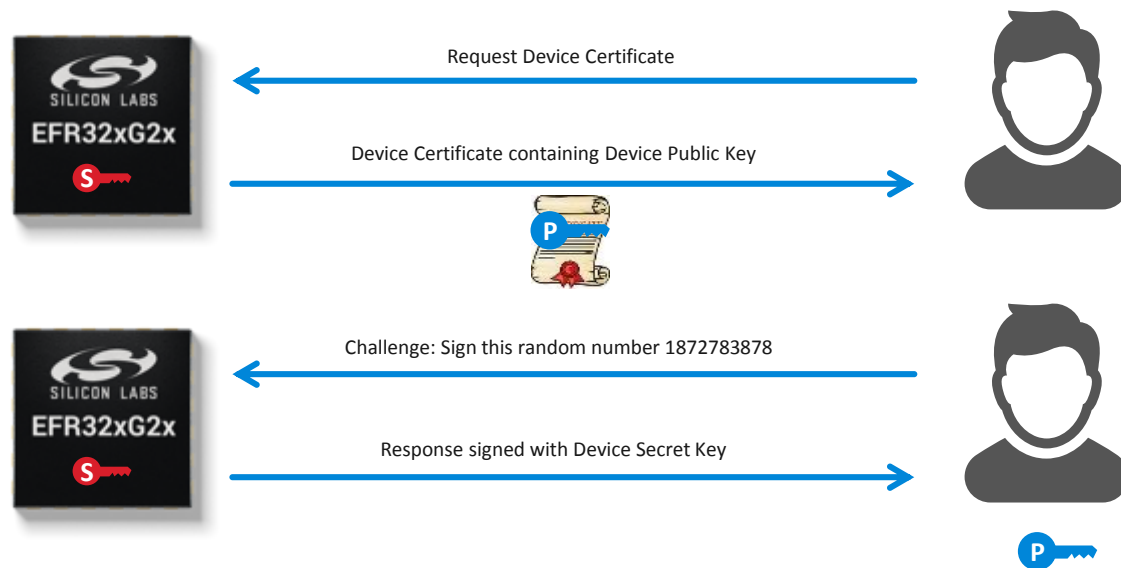 Request Device Certificate
SILICON LABS
EFR32xG2x
S
Device Certificate containing Device Public Key
P
Challenge: Sign this random number 1872783878
SILICON LABS
EFR32xG2x
S
Response signed with Device Secret Key
P